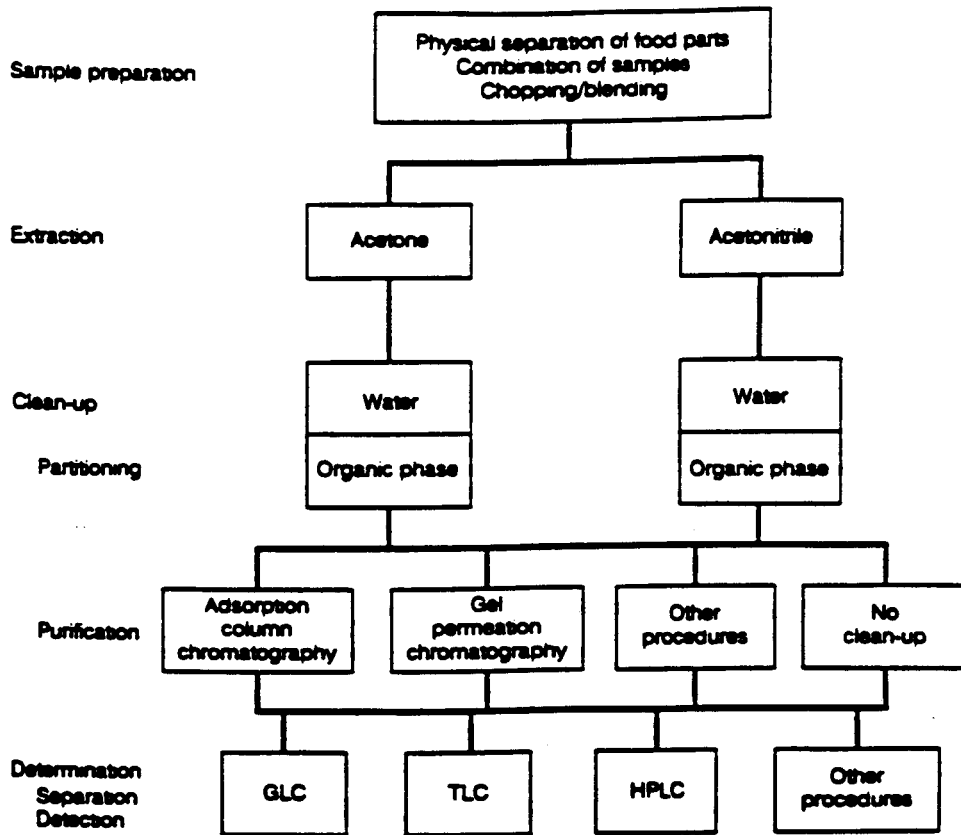 Sample preparation
Physical separation of food parts
Combination of samples
Chopping/blending
Extraction
Acetone
Acetonitrile
Clean-up
Water
Water
Partitioning
Organic phase
Organic phase
Purification
Adsorption
column
chromatography
Gel
permeation
chromatography
Other
procedures
No
clean-up
Determination
Separation
Detection
GLC
TLC
HPLC
Other
procedures